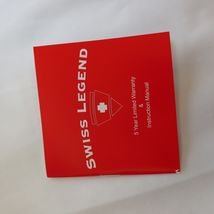 SWISS LEGEND
5 Year Limited Warranty
&
Instruction Manual